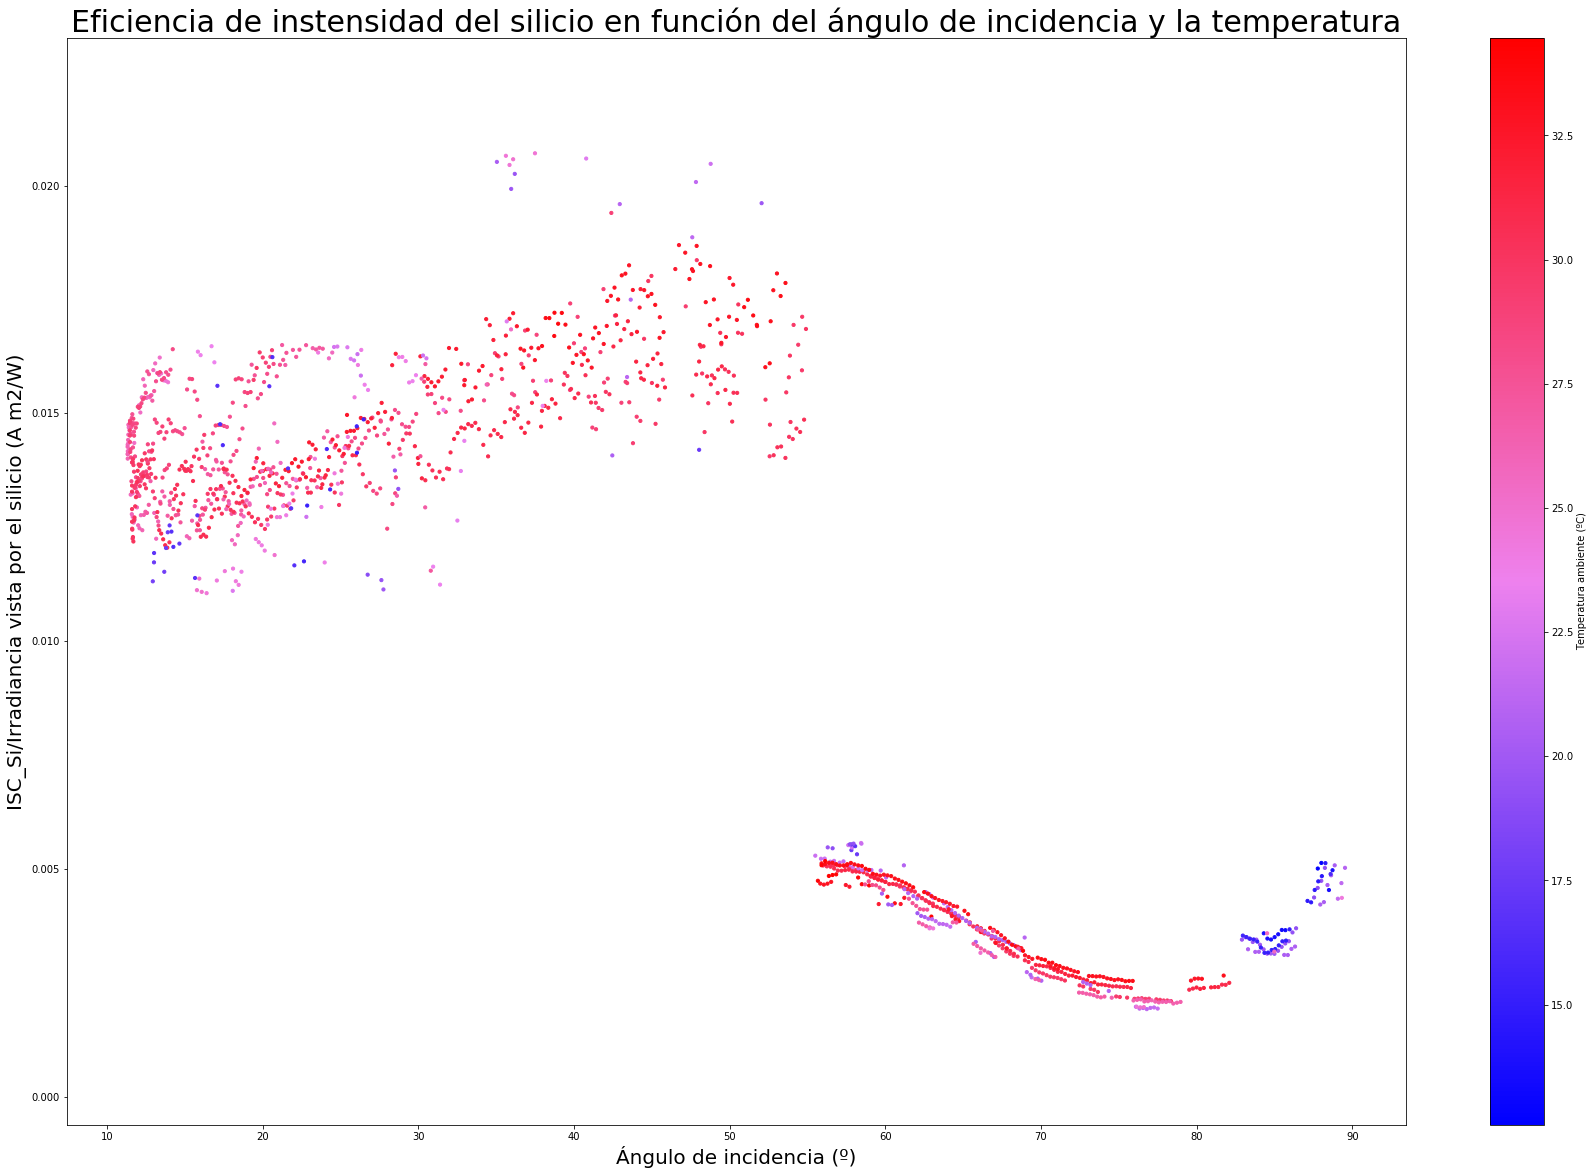 Eficiencia de instensidad del silicio en función del ángulo de incidencia y la temperatura
ISC_Si/Irradiancia vista por el silicio (A m2/W)
0.020
0.015
0.010
0.005
0.000
10 20 30 40 50 60 70 80 90
Ángulo de incidencia (º)
32.5
30.0
27.5
25.0
22.5
20.0
17.5
15.0
Temperatura ambiente (ºC)